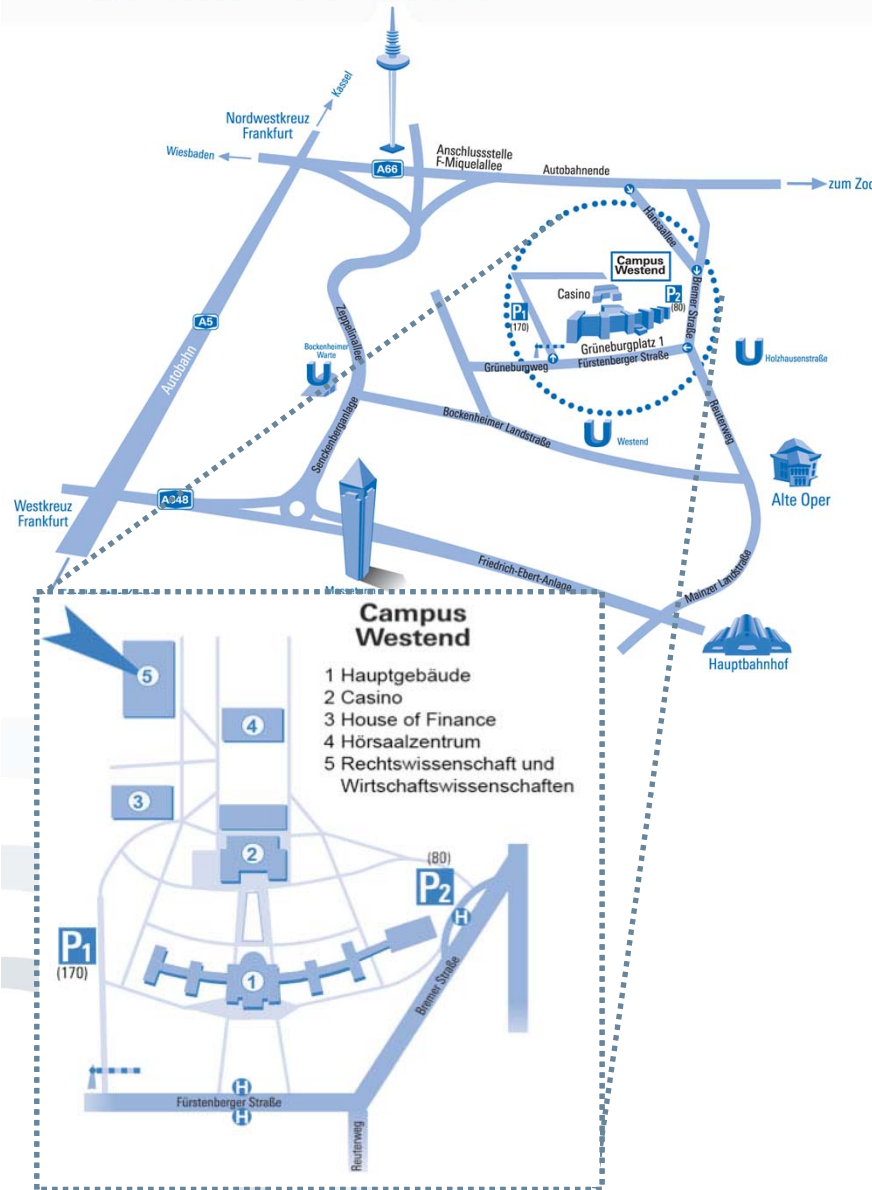 Kassel
Nordwestkreuz
Frankfurt
Wiesbaden
A66
Anschlussstelle
F-Miquelallee
Autobahnende
zum Zoo
Hansaallee
Campus
Westend
Casino
P2
(80)
P1
(170)
Bremer Straße
Grüneburgplatz 1
Fürstenberger Straße
Grüneburgweg
U
Holzhausenstraße
A5
Autobahn
Zeppelinallee
Bockenheimer
Warte
U
Senckenberganlage
Bockenheimer Landstraße
U
Westend
Reuterweg
Alte Oper
Westkreuz
Frankfurt
A648
Friedrich-Ebert-Anlage
Mainzer Landstraße
Hauptbahnhof
Campus
Westend
1 Hauptgebäude
2 Casino
3 House of Finance
4 Hörsaalzentrum
5 Rechtswissenschaft und
Wirtschaftswissenschaften
5
4
3
2
(80)
P2
H
P1
(170)
1
Bremer Straße
H
Fürstenberger Straße
H
Reuterweg